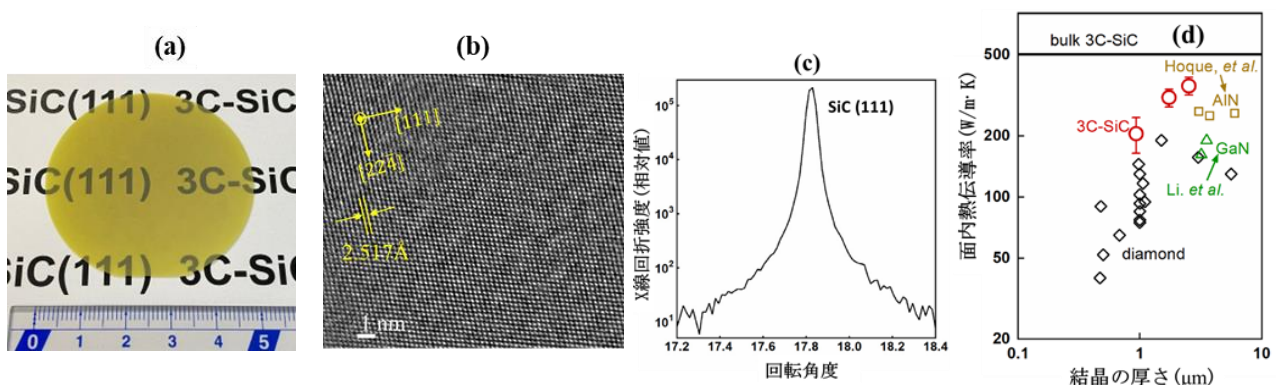 (a)
SiC(111) 3C-SiC
SiC(111) 3C-SiC
SiC(111) 3C-SiC
0 1 2 3 4 5
(b)
[111]
[224]
2.517Å
1 nm
(c)
SiC (111)
X線回折強度(相対値)
10⁵
10⁴
10³
10²
10¹
17.2 17.6 17.8 18.0 18.2 18.4
回転角度
(d)
bulk 3C-SiC
Hoque, et al.
AlN
3C-SiC
GaN
Li. et al.
diamond
面内熱伝導率(W/m·K)
500
200
100
50
20
0.1 1 10
結晶の厚さ(μm)